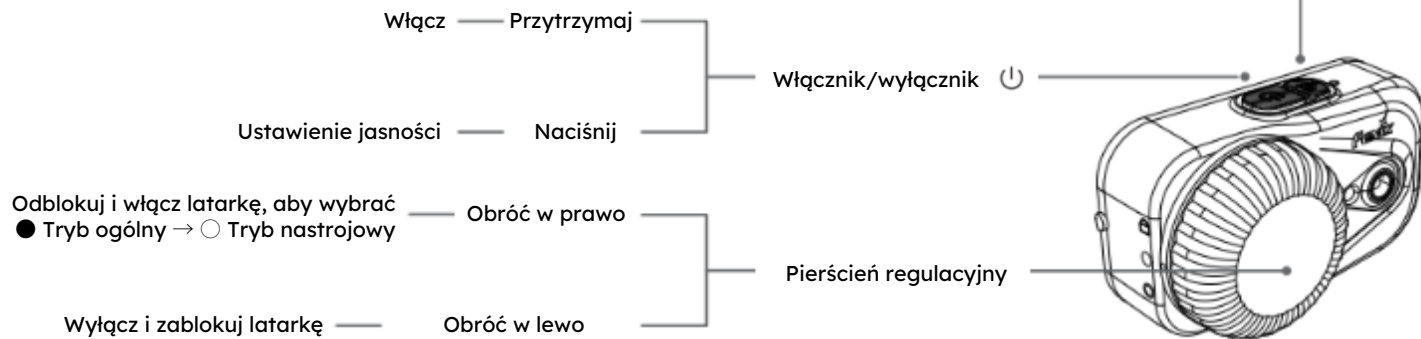 Włącz Przytrzymaj
Włącznik/wyłącznik
Ustawienie jasności Naciśnij
Odblokuj i włącz latarkę, aby wybrać
● Tryb ogólny → ○ Tryb nastrojowy
Obróć w prawo
Pierścień regulacyjny
Wyłącz i zablokuj latarkę Obróć w lewo
fenix